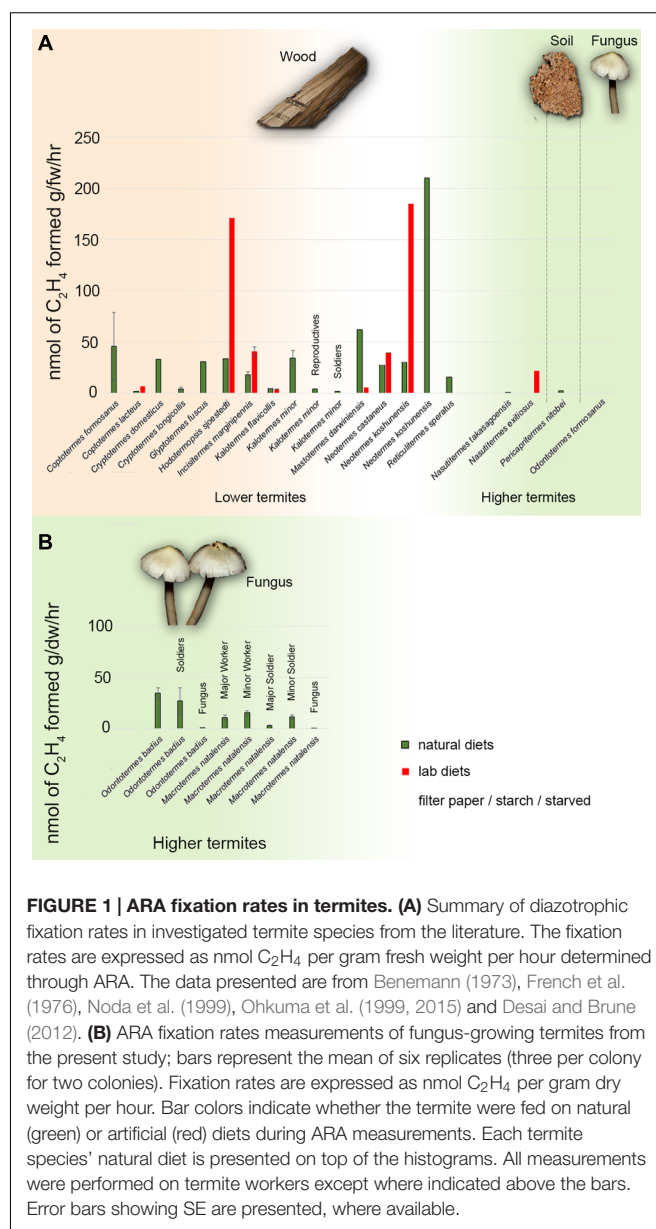 A
Wood
Soil
Fungus
nmol of C₂H₄ formed g/fw/hr
250
200
150
100
50
0
Reproductives
Soldiers
Coptotermes formosanus
Coptotermes lacteus
Cryptotermes domesticus
Cryptotermes longicollis
Glyptotermes fuscus
Hodotermopsis sjoestedti
Incisitermes marginipennis
Kalotermes flavicollis
Kalotermes minor
Kalotermes minor
Kalotermes minor
Mastotermes darwiniensis
Neotermes castaneus
Neotermes koshunensis
Neotermes koshunensis
Reticulitermes speratus
Nasutitermes takasagoensis
Nasutitermes exitiosus
Pericapritermes nitobei
Odontotermes formosanus
Lower termites
Higher termites
B
Fungus
nmol of C₂H₄ formed g/dw/hr
100
50
0
Soldiers
Fungus
Major Worker
Minor Worker
Major Soldier
Minor Soldier
Fungus
Odontotermes badius
Odontotermes badius
Odontotermes badius
Macrotermes natalensis
Macrotermes natalensis
Macrotermes natalensis
Macrotermes natalensis
Macrotermes natalensis
Higher termites
natural diets
lab diets
filter paper / starch / starved
FIGURE 1 | ARA fixation rates in termites. (A) Summary of diazotrophic
fixation rates in investigated termite species from the literature. The fixation
rates are expressed as nmol C₂H₄ per gram fresh weight per hour determined
through ARA. The data presented are from Benemann (1973), French et al.
(1976), Noda et al. (1999), Ohkuma et al. (1999, 2015) and Desai and Brune
(2012). (B) ARA fixation rates measurements of fungus-growing termites from
the present study; bars represent the mean of six replicates (three per colony
for two colonies). Fixation rates are expressed as nmol C₂H₄ per gram dry
weight per hour. Bar colors indicate whether the termite were fed on natural
(green) or artificial (red) diets during ARA measurements. Each termite
species' natural diet is presented on top of the histograms. All measurements
were performed on termite workers except where indicated above the bars.
Error bars showing SE are presented, where available.